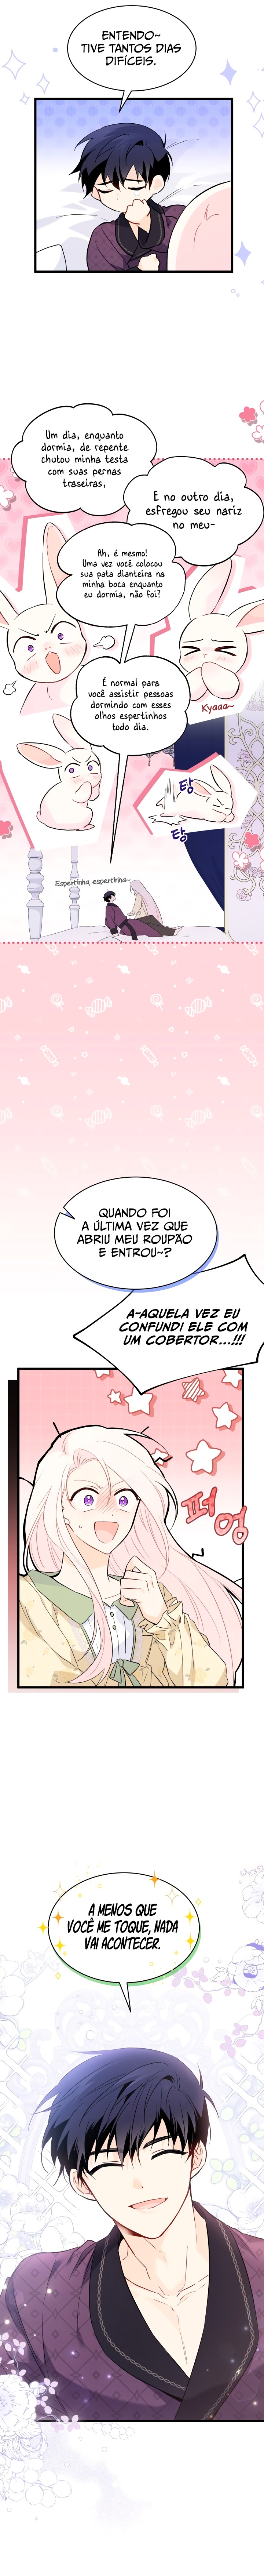 ENTENDO~
TIVE TANTOS DIAS
DIFÍCEIS.
Um dia, enquanto
dormia, de repente
chutou minha testa
com suas pernas
traseiras,
E no outro dia,
esfregou seu nariz
no meu-
Ah, é mesmo!
Uma vez você colocou
sua pata dianteira na
minha boca enquanto
eu dormia, não foi?
Kyaaa~
É normal para
você assistir pessoas
dormindo com esses
olhos espertinhos
todo dia.
탕
탕
Espertinha, espertinha~
QUANDO FOI
A ÚLTIMA VEZ QUE
ABRIU MEU ROUPÃO
E ENTROU~?
A-AQUELA VEZ EU
CONFUNDI ELE COM
UM COBERTOR...!!!
퍼
엉
A MENOS QUE
VOCÊ ME TOQUE, NADA
VAI ACONTECER.